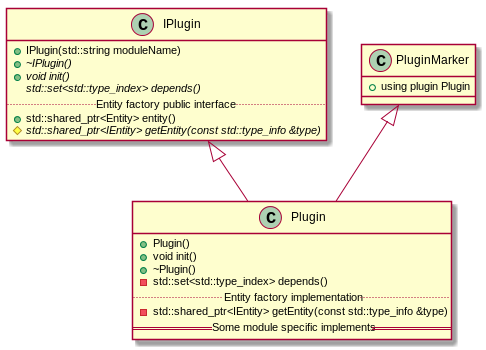 C IPlugin
IPlugin(std::string moduleName)
~IPlugin()
void init()
std::set<std::type_index> depends()
Entity factory public interface
std::shared_ptr<Entity> entity()
std::shared_ptr<IEntity> getEntity(const std::type_info &type)
C PluginMarker
using plugin Plugin
C Plugin
Plugin()
void init()
~Plugin()
std::set<std::type_index> depends()
Entity factory implementation
std::shared_ptr<IEntity> getEntity(const std::type_info &type)
Some module specific implements